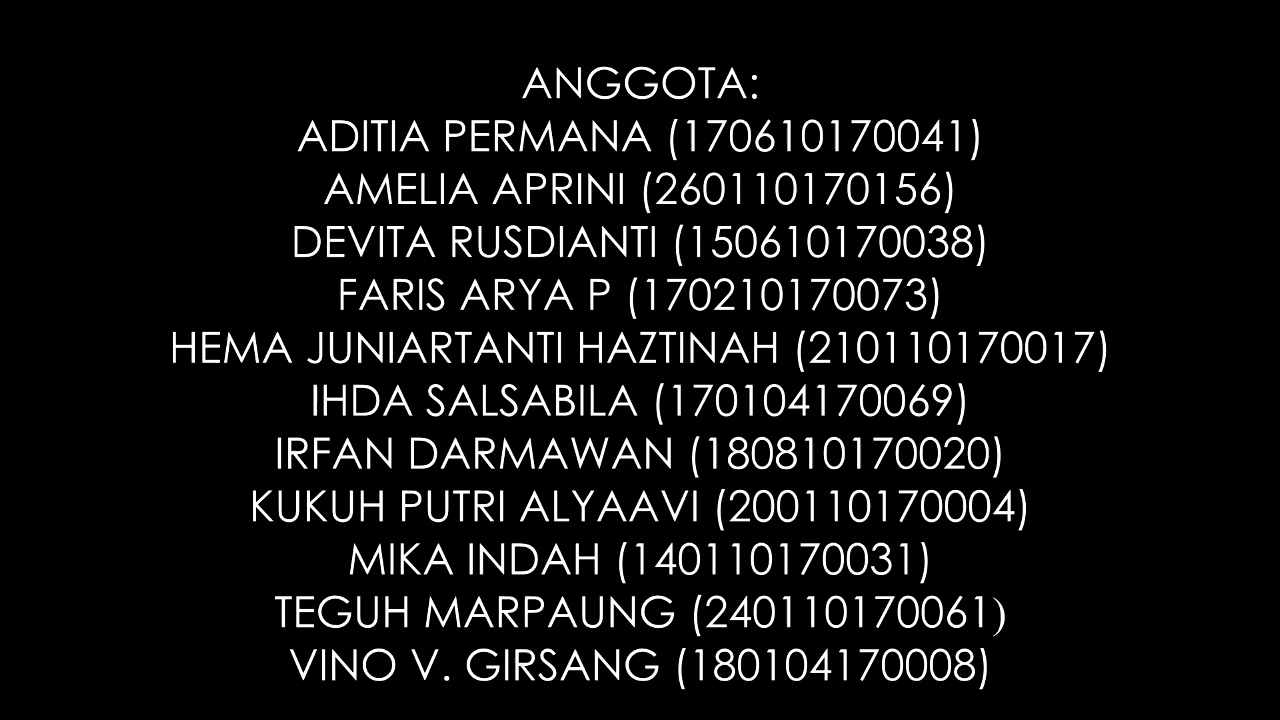 ANGGOTA:
ADITIA PERMANA (170610170041)
AMELIA APRINI (260110170156)
DEVITA RUSDIANTI (150610170038)
FARIS ARYA P (170210170073)
HEMA JUNIARTANTI HAZTINAH (210110170017)
IHDA SALSABILA (170104170069)
IRFAN DARMAWAN (180810170020)
KUKUH PUTRI ALYAAVI (200110170004)
MIKA INDAH (140110170031)
TEGUH MARPAUNG (240110170061)
VINO V. GIRSANG (180104170008)